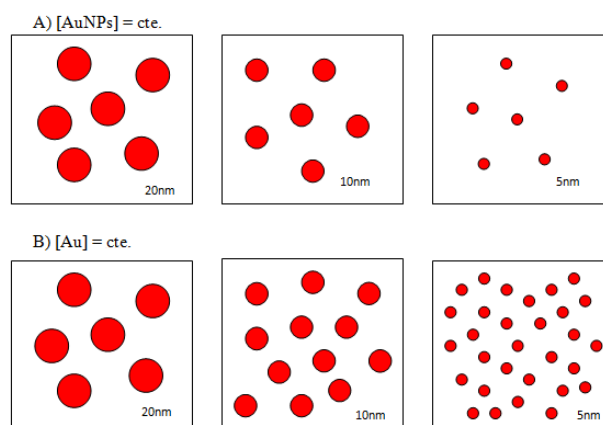 A) [AuNPs] = cte.
20nm
10nm
5nm
B) [Au] = cte.
20nm
10nm
5nm